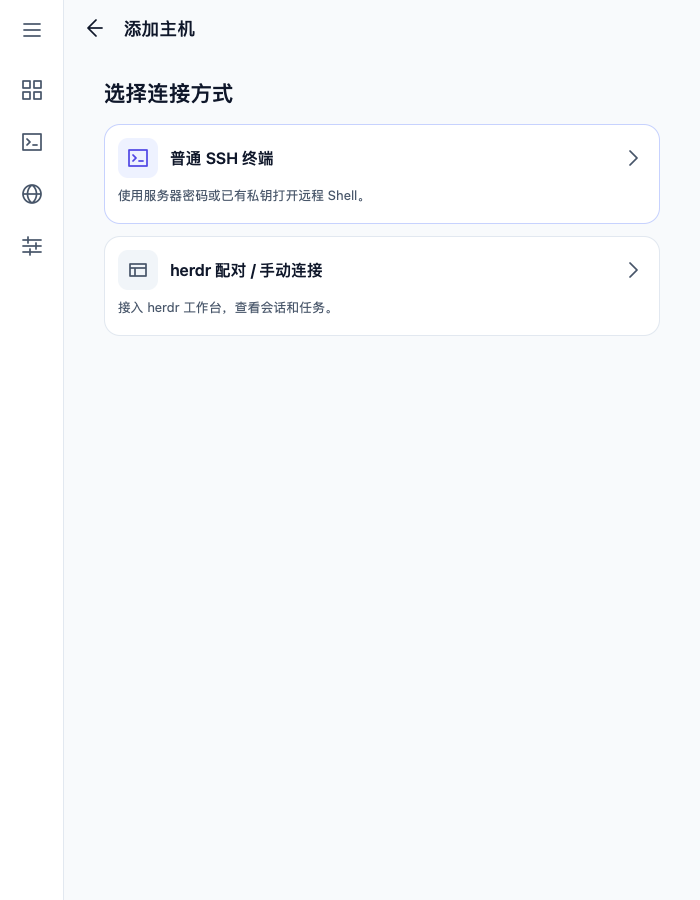 添加主机
选择连接方式
普通 SSH 终端
使用服务器密码或已有私钥打开远程 Shell。
herdr 配对 / 手动连接
接入 herdr 工作台，查看会话和任务。